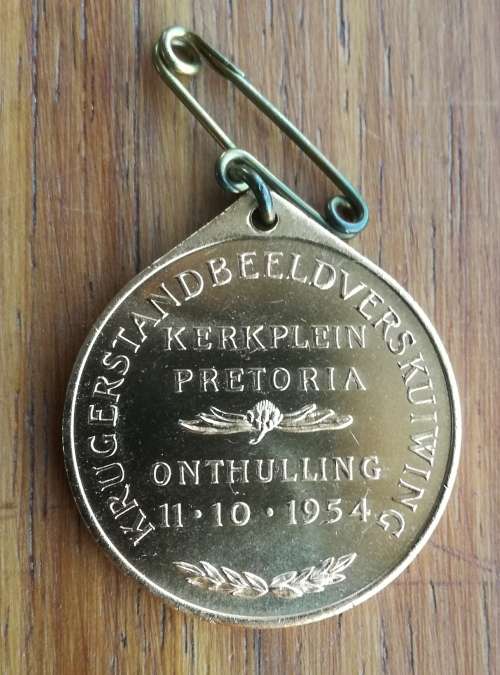 KRUGERSTANDBEELDVERSKUIWING
KERKPLEIN
PRETORIA
ONTHULLING
11·10·1954